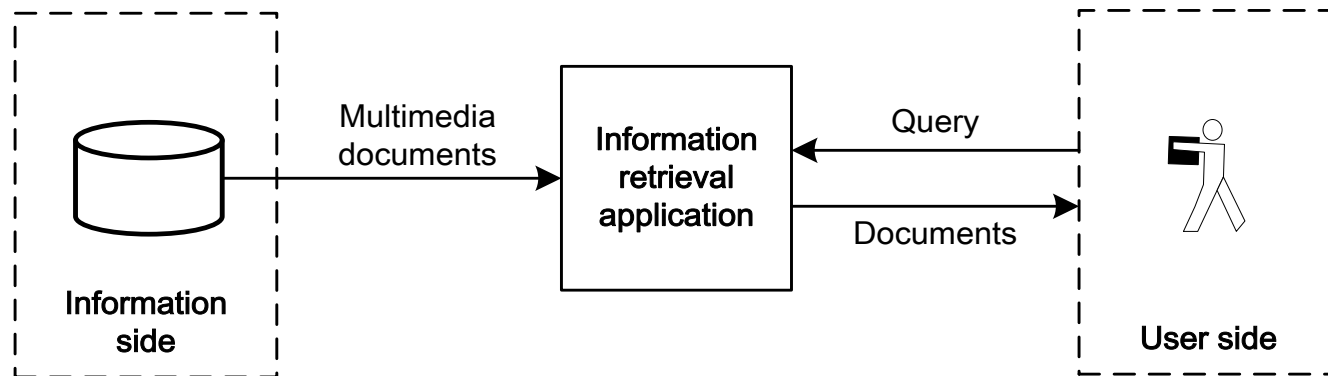 Multimedia
documents
Information
retrieval
application
Query
Documents
Information
side
User side